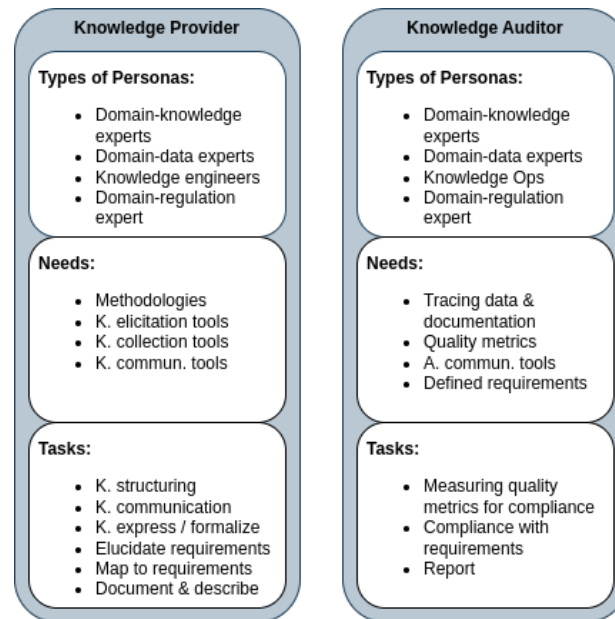 Knowledge Provider
Types of Personas:
• Domain-knowledge
experts
• Domain-data experts
• Knowledge engineers
• Domain-regulation
expert
Needs:
• Methodologies
• K. elicitation tools
• K. collection tools
• K. commun. tools
Tasks:
• K. structuring
• K. communication
• K. express / formalize
• Elucidate requirements
• Map to requirements
• Document & describe
Knowledge Auditor
Types of Personas:
• Domain-knowledge
experts
• Domain-data experts
• Knowledge Ops
• Domain-regulation
expert
Needs:
• Tracing data &
documentation
• Quality metrics
• A. commun. tools
• Defined requirements
Tasks:
• Measuring quality
metrics for compliance
• Compliance with
requirements
• Report